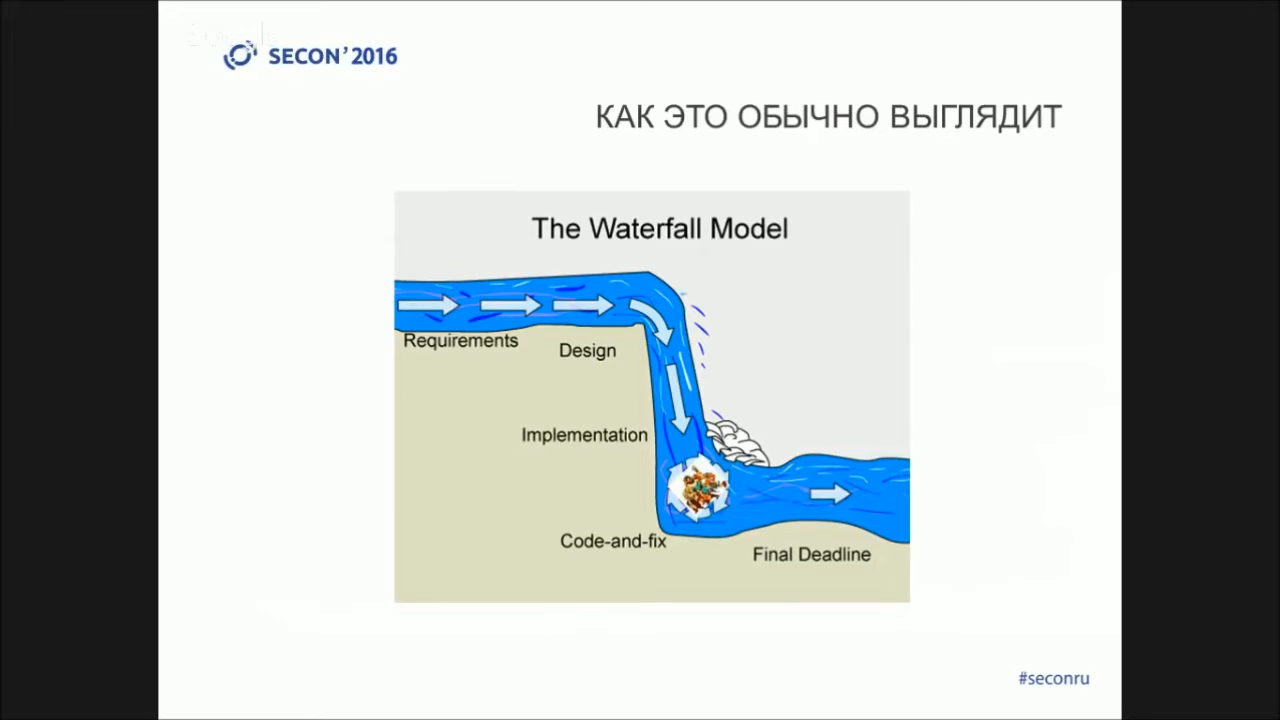 SECON’2016
КАК ЭТО ОБЫЧНО ВЫГЛЯДИТ
The Waterfall Model
Requirements
Design
Implementation
Code-and-fix
Final Deadline
#seconru